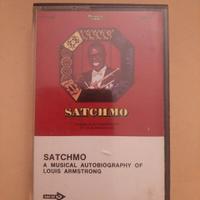 SATCHMO
SATCHMO
A MUSICAL AUTOBIOGRAPHY OF
LOUIS ARMSTRONG